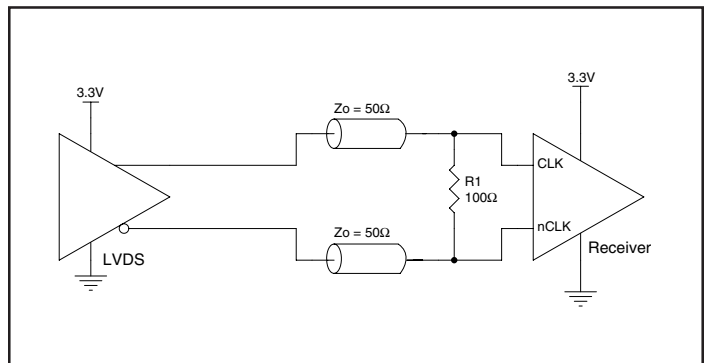 3.3V
3.3V
Zo = 50Ω
CLK
R1
100Ω
nCLK
Zo = 50Ω
Receiver
LVDS